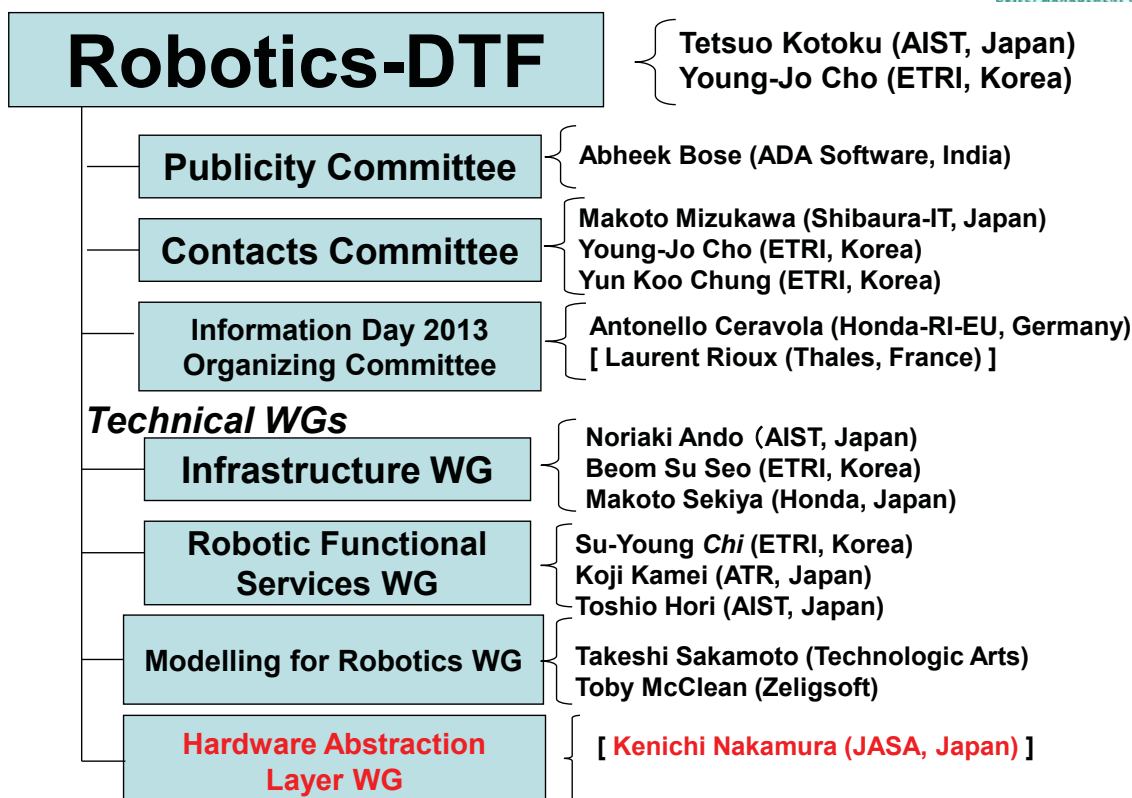 Robotics-DTF
Tetsuo Kotoku (AIST, Japan)
Young-Jo Cho (ETRI, Korea)
Publicity Committee
Abheek Bose (ADA Software, India)
Contacts Committee
Makoto Mizukawa (Shibaura-IT, Japan)
Young-Jo Cho (ETRI, Korea)
Yun Koo Chung (ETRI, Korea)
Information Day 2013
Organizing Committee
Antonello Ceravola (Honda-RI-EU, Germany)
[ Laurent Rioux (Thales, France) ]
Technical WGs
Infrastructure WG
Noriaki Ando （AIST, Japan)
Beom Su Seo (ETRI, Korea)
Makoto Sekiya (Honda, Japan)
Robotic Functional
Services WG
Su-Young Chi (ETRI, Korea)
Koji Kamei (ATR, Japan)
Toshio Hori (AIST, Japan)
Modelling for Robotics WG
Takeshi Sakamoto (Technologic Arts)
Toby McClean (Zeligsoft)
Hardware Abstraction
Layer WG
[ Kenichi Nakamura (JASA, Japan) ]